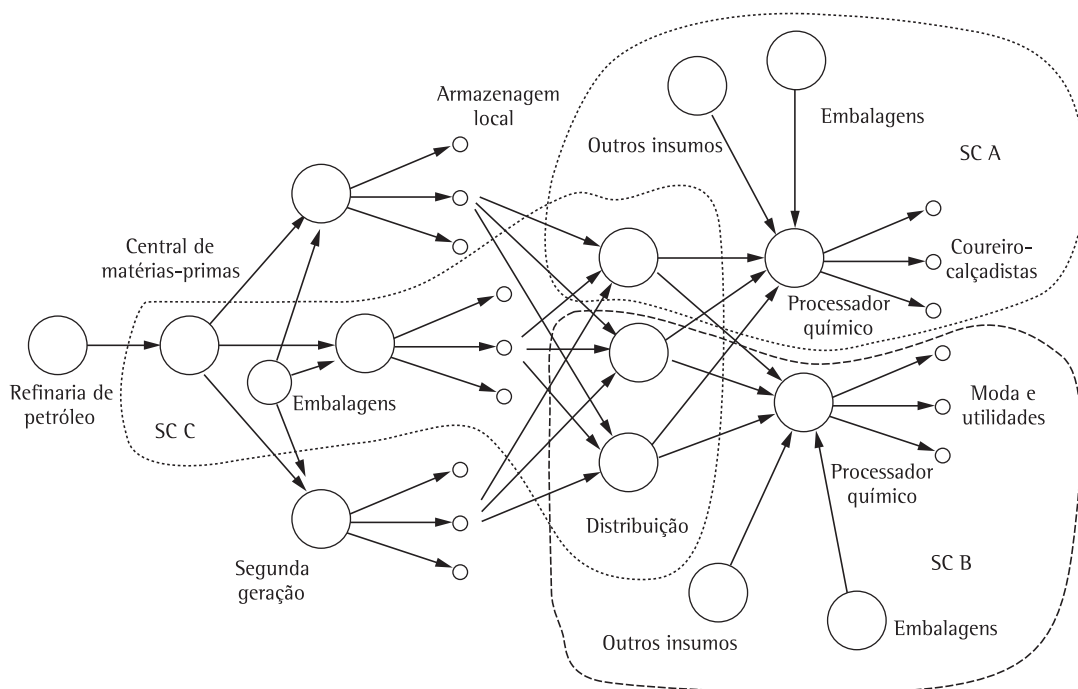 Armazenagem
local
Embalagens
Outros insumos
SC A
Central de
matérias-primas
Coureiro-
calçadistas
Processador
químico
Refinaria de
petróleo
SC C
Embalagens
Moda e
utilidades
Processador
químico
Distribuição
Segunda
geração
SC B
Outros insumos
Embalagens